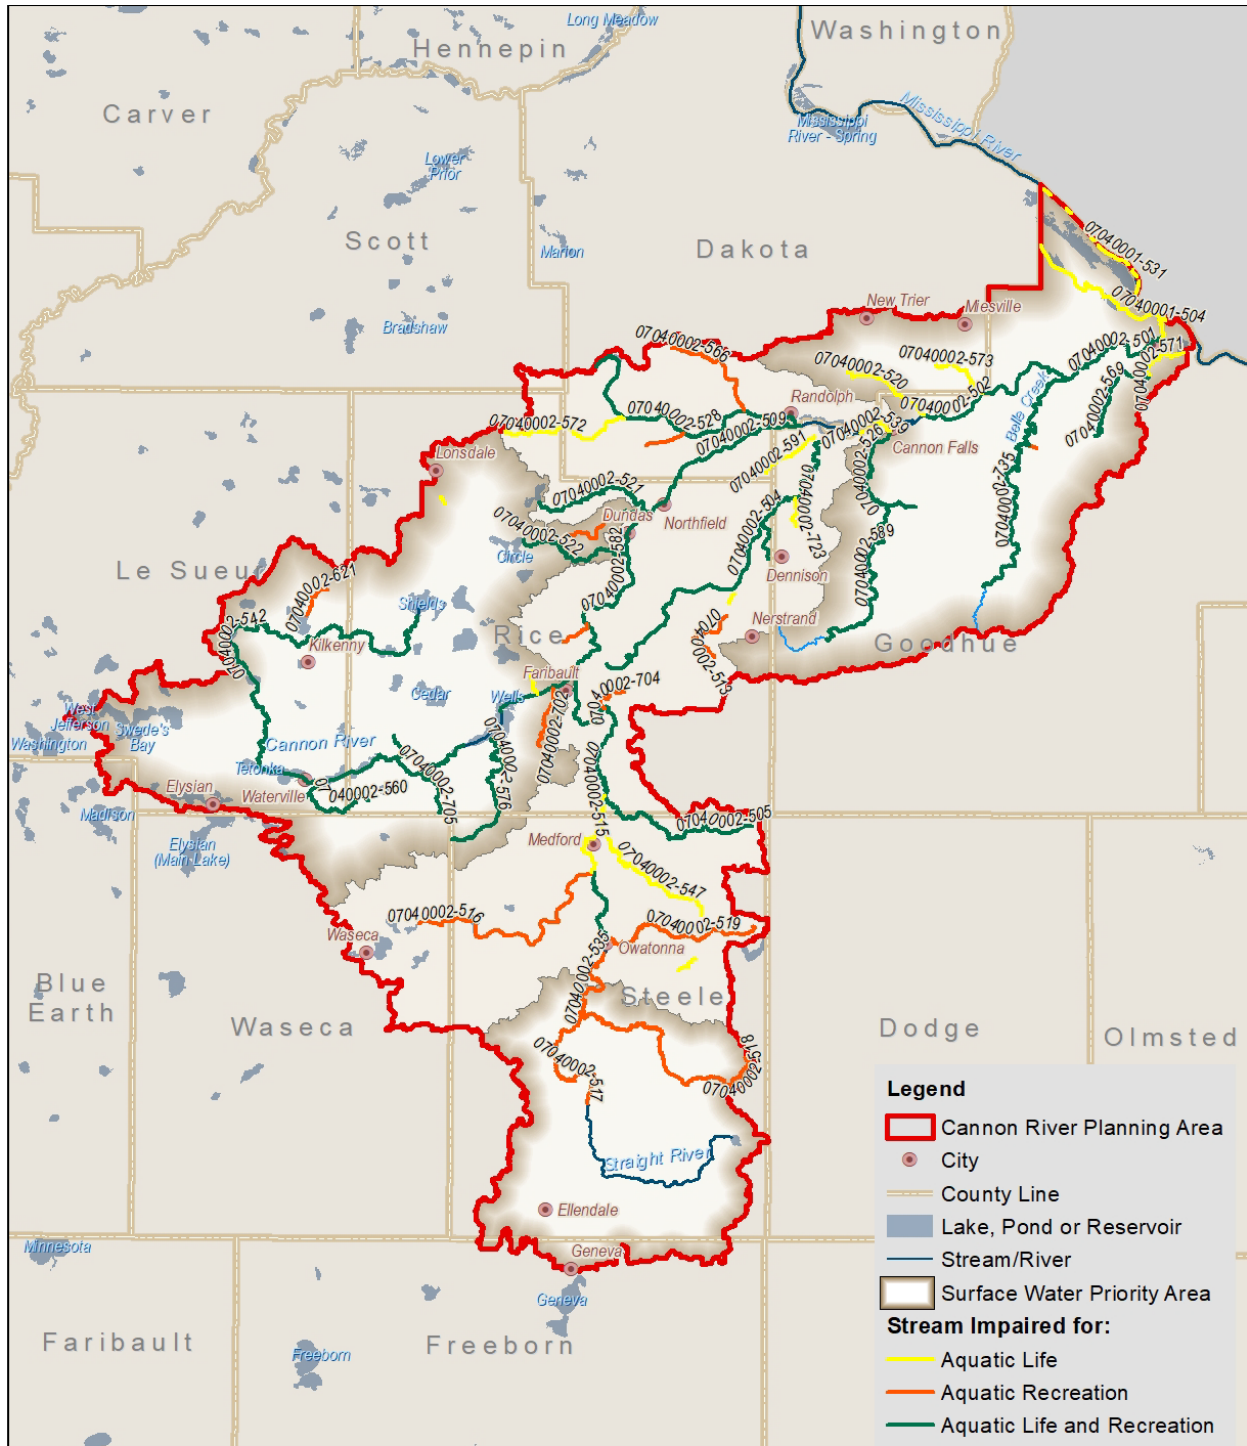 Long Meadow
Hennepin
Washington
Carver
Mississippi
River - Spring
Mississippi River
Lower
Prior
Scott
Marion
Dakota
07040001-531
Bradshaw
New Trier
Miesville
07040001-504
07040002-566
07040002-573
07040002-501
07040002-571
07040002-520
07040002-569
07040002-502
Randolph
07040002-528
07040002-509
07040002-572
Belle Creek
07040002-539
07040002-526
Cannon Falls
07040002-591
Lonsdale
07040002-521
Dundas
Northfield
07040002-504
07040002-723
07040002-735
07040002-522
07040002-582
Circle
07040002-589
Dennison
Le Sueur
07040002-621
Shields
Rice
Nerstrand
Goodhue
07040002-542
Kilkenny
07040002-513
Faribault
07040002-704
Cedar
Wells
07040002-702
West
Jefferson
Swede's
Bay
Washington
Cannon River
Tetonka
07040002-576
07040002-515
Elysian
Waterville
07040002-560
07040002-705
Madison
07040002-505
Elysian
(Main Lake)
Medford
07040002-547
07040002-516
07040002-519
Waseca
07040002-535
Owatonna
Blue
Earth
Waseca
Steele
Dodge
Olmsted
07040002-517
07040002-518
Straight River
Ellendale
Minnesota
Geneva
Geneva
Faribault
Freeborn
Freeborn
Legend
Cannon River Planning Area
City
County Line
Lake, Pond or Reservoir
Stream/River
Surface Water Priority Area
Stream Impaired for:
Aquatic Life
Aquatic Recreation
Aquatic Life and Recreation